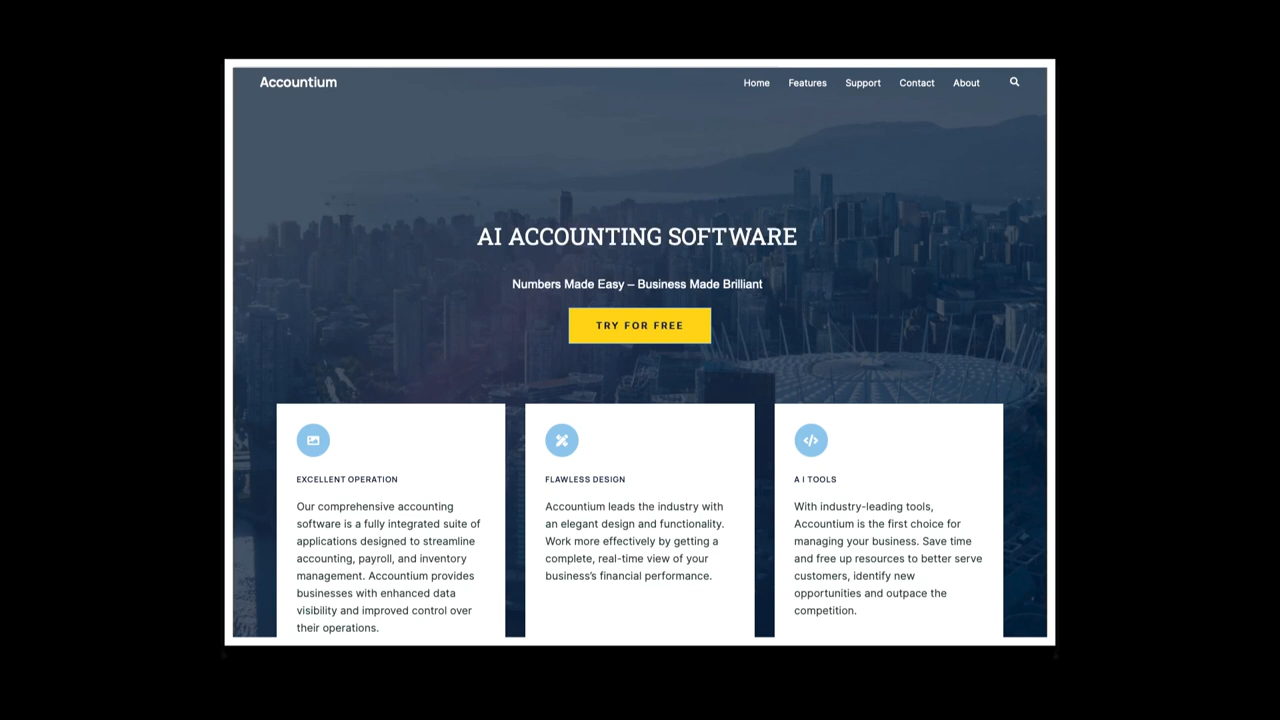 Accountium
Home Features Support Contact About
AI ACCOUNTING SOFTWARE
Numbers Made Easy – Business Made Brilliant
TRY FOR FREE
EXCELLENT OPERATION
Our comprehensive accounting
software is a fully integrated suite of
applications designed to streamline
accounting, payroll, and inventory
management. Accountium provides
businesses with enhanced data
visibility and improved control over
their operations.
FLAWLESS DESIGN
Accountium leads the industry with
an elegant design and functionality.
Work more effectively by getting a
complete, real-time view of your
business's financial performance.
A I TOOLS
With industry-leading tools,
Accountium is the first choice for
managing your business. Save time
and free up resources to better serve
customers, identify new
opportunities and outpace the
competition.